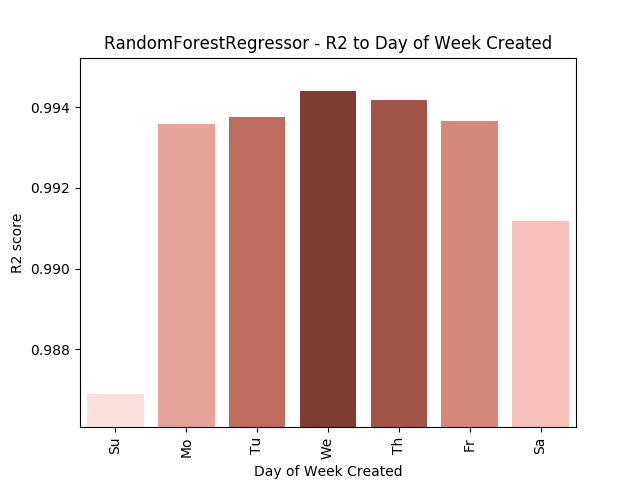 RandomForestRegressor - R2 to Day of Week Created
0.994
0.992
0.990
0.988
R2 score
Su
Mo
Tu
We
Th
Fr
Sa
Day of Week Created